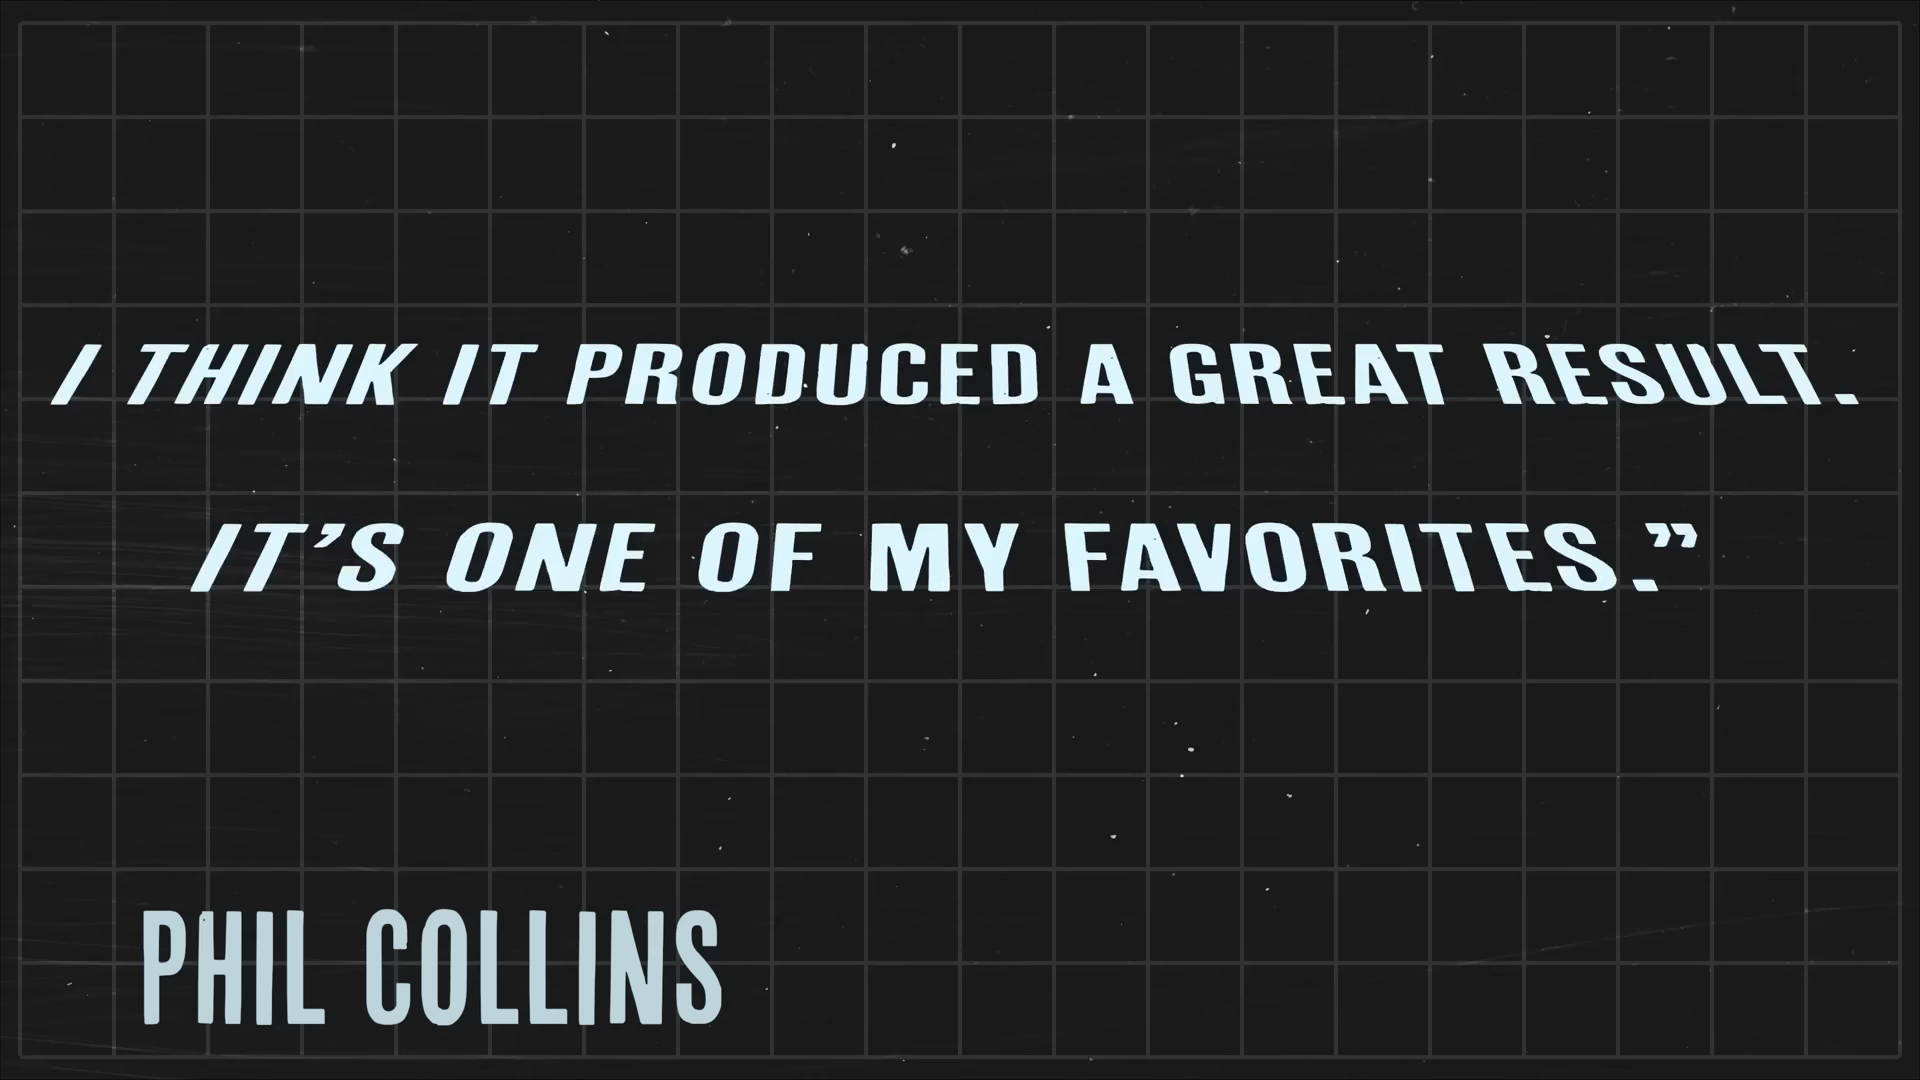 I THINK IT PRODUCED A GREAT RESULT.
IT’S ONE OF MY FAVORITES.”
PHIL COLLINS